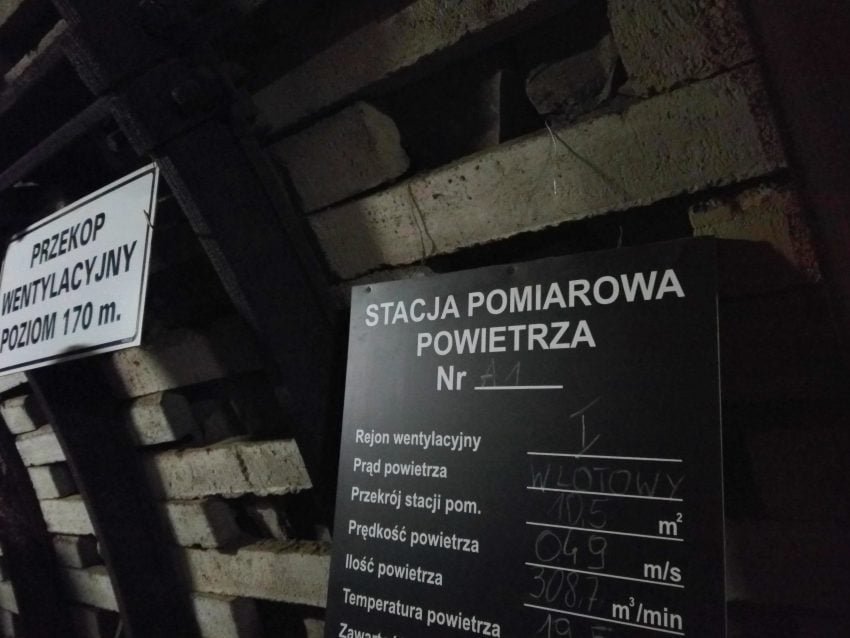 PRZEKOP
WENTYLACYJNY
POZIOM 170 m.
STACJA POMIAROWA
POWIETRZA
Nr A1
Rejon wentylacyjny I
Prąd powietrza WLOTOWY
Przekrój stacji pom. 10,5 m²
Prędkość powietrza 0,49 m/s
Ilość powietrza 308,7 m³/min
Temperatura powietrza